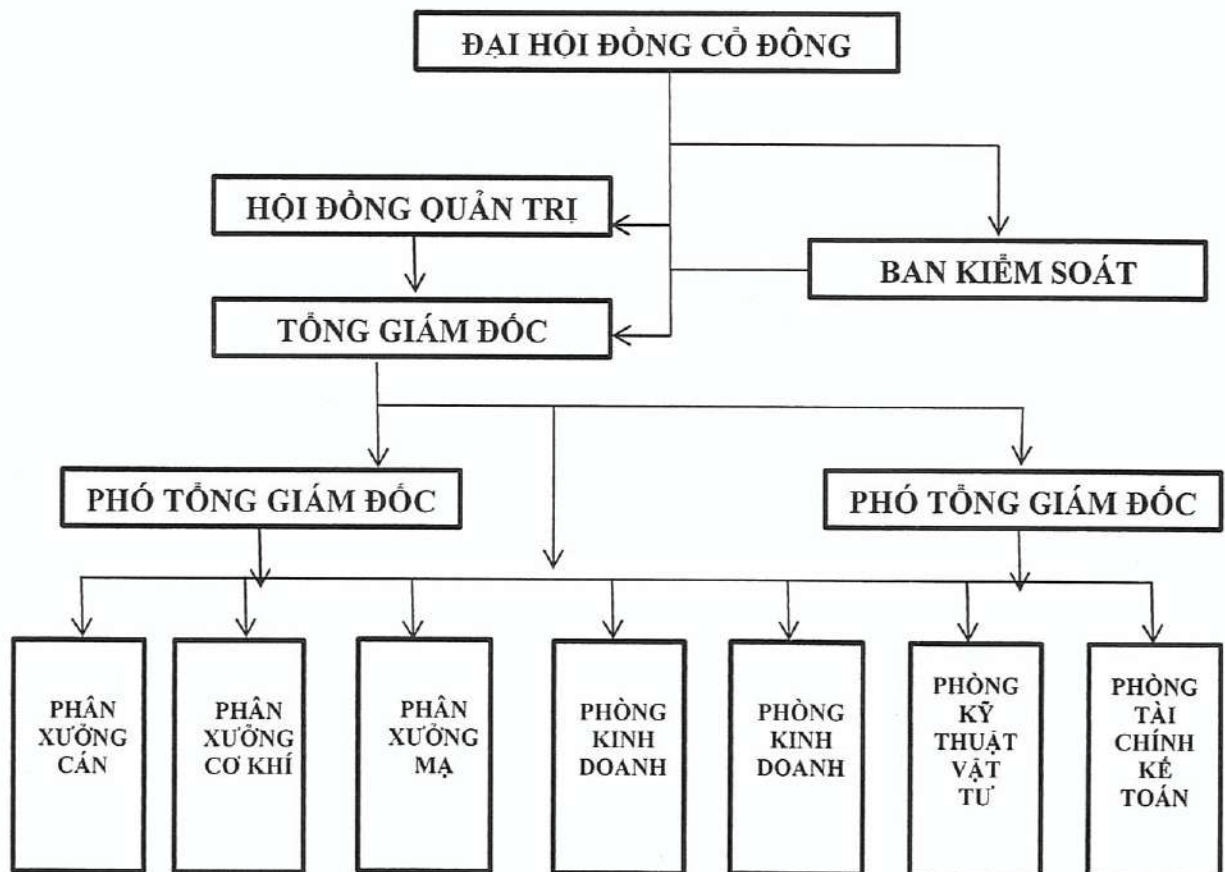 ĐẠI HỘI ĐỒNG CỔ ĐÔNG
HỘI ĐỒNG QUẢN TRỊ
BAN KIỂM SOÁT
TỔNG GIÁM ĐỐC
PHÓ TỔNG GIÁM ĐỐC
PHÓ TỔNG GIÁM ĐỐC
PHÂN
XƯỞNG
CÁN
PHÂN
XƯỞNG
CƠ KHÍ
PHÂN
XƯỞNG
MẠ
PHÒNG
KINH
DOANH
PHÒNG
KINH
DOANH
PHÒNG
KỸ
THUẬT
VẬT
TƯ
PHÒNG
TÀI
CHÍNH
KẾ
TOÁN